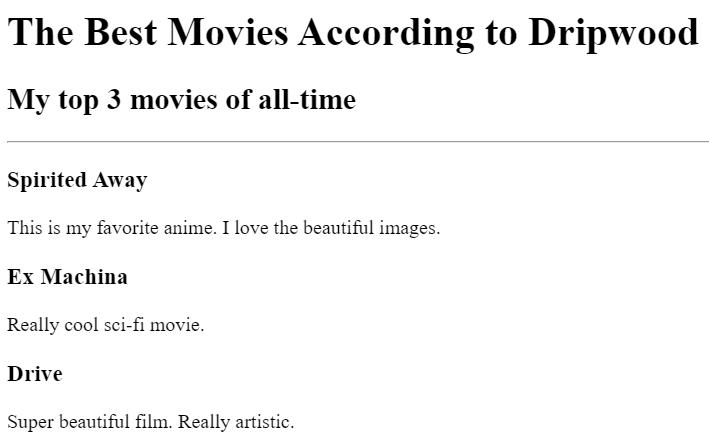 The Best Movies According to Dripwood
My top 3 movies of all-time
Spirited Away
This is my favorite anime. I love the beautiful images.
Ex Machina
Really cool sci-fi movie.
Drive
Super beautiful film. Really artistic.